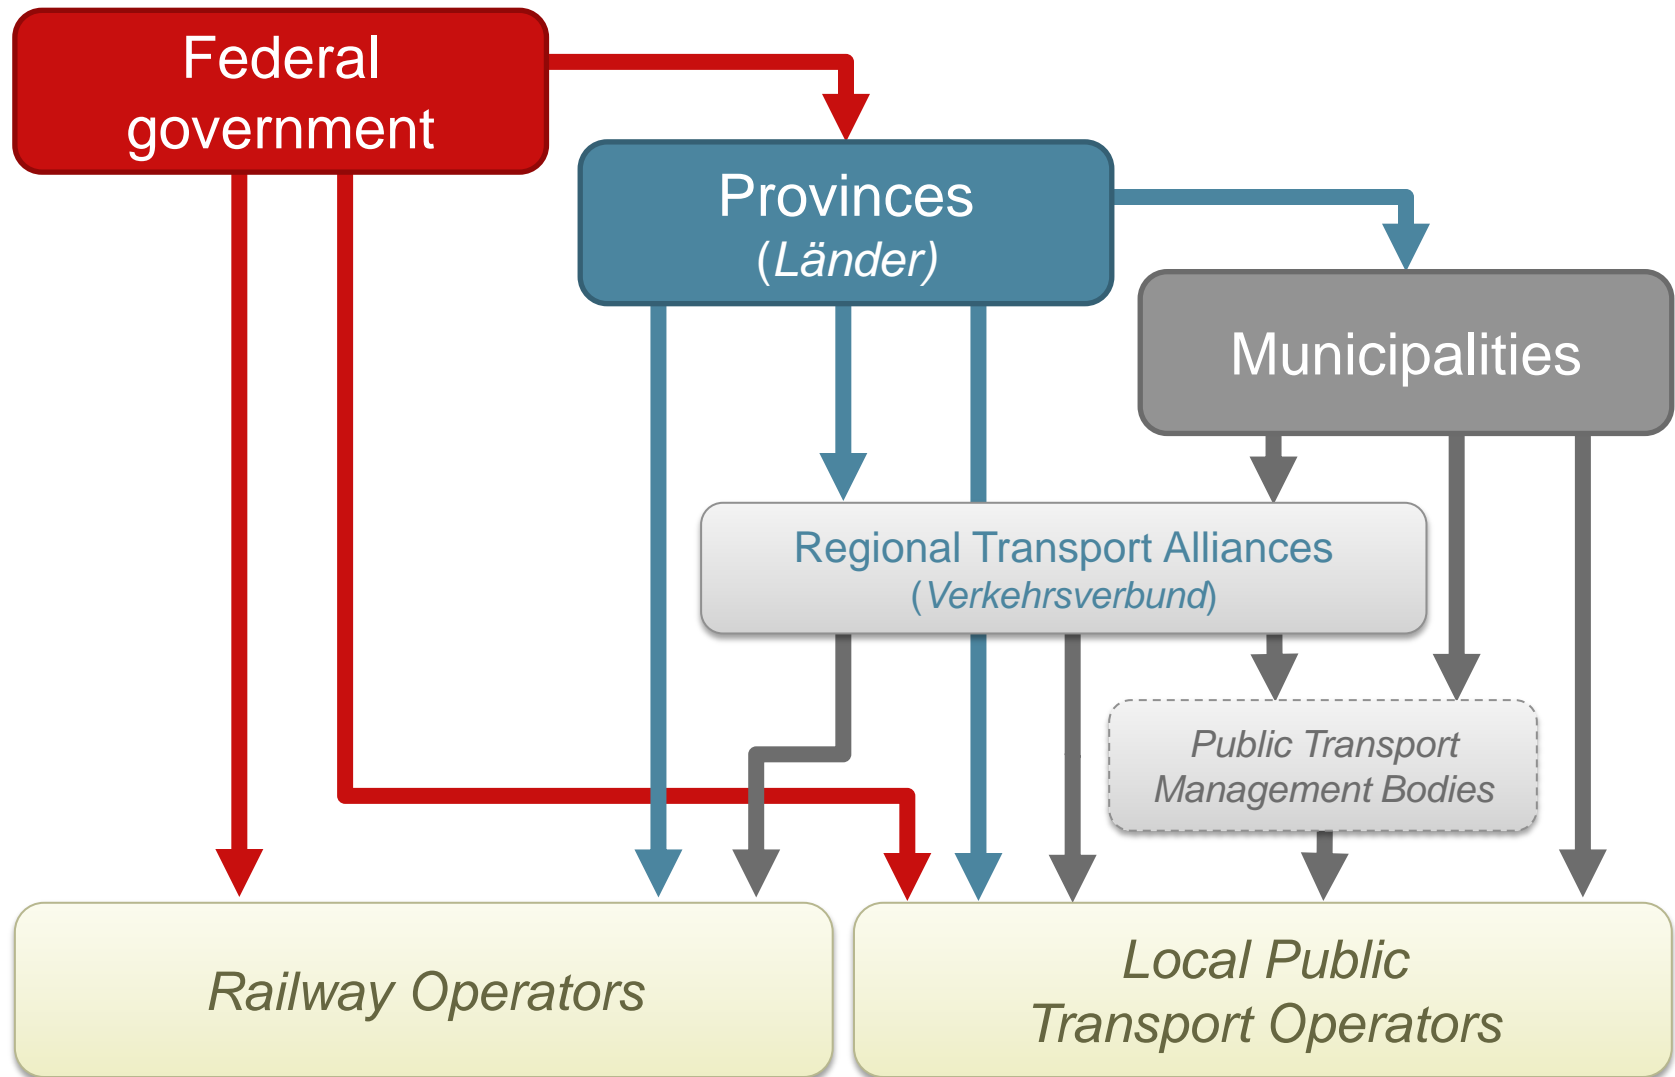 Federal
government
Provinces
(Länder)
Municipalities
Regional Transport Alliances
(Verkehrsverbund)
Public Transport
Management Bodies
Railway Operators
Local Public
Transport Operators